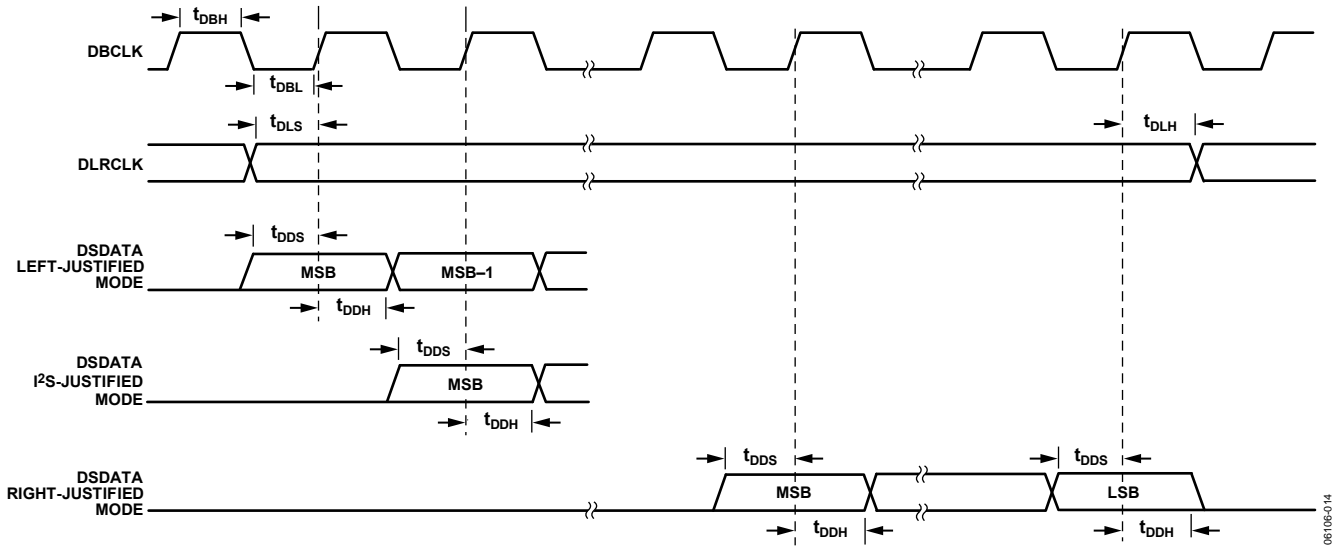 tDBH
DBCLK
tDBL
tDLS
tDLH
DLRCLK
DSDATA
LEFT-JUSTIFIED
MODE
tDDS
MSB
MSB–1
tDDH
DSDATA
I2S-JUSTIFIED
MODE
tDDS
MSB
tDDH
DSDATA
RIGHT-JUSTIFIED
MODE
tDDS
tDDS
MSB
LSB
tDDH
tDDH
06106-014